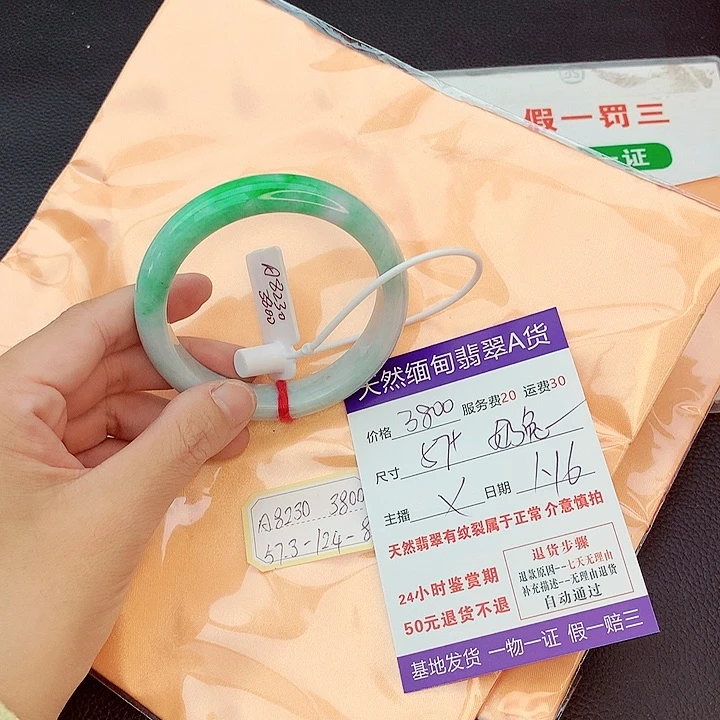 假一罚三
证
A8230
3800
天然缅甸翡翠A货
价格 3800 服务费20 运费30
尺寸 57+
主播 X 日期 1-16
天然翡翠有纹裂属于正常 介意慎拍
24小时鉴赏期
50元退货不退
退货步骤
退款原因--七天无理由
补充描述--无理由退货
自动通过
基地发货 一物一证 假一赔三
A8230 3800
57.3-124-8